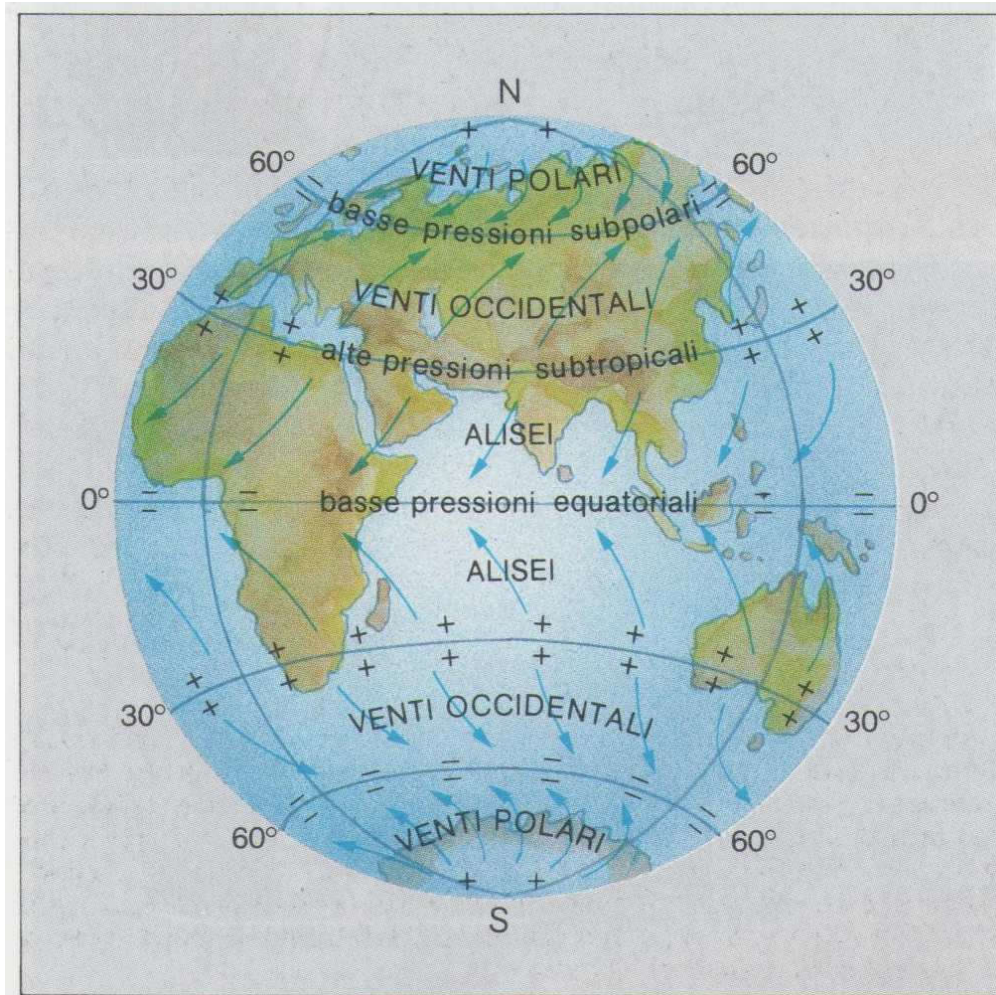 N
60° 60°
VENTI POLARI
basse pressioni subpolari
30° 30°
VENTI OCCIDENTALI
alte pressioni subtropicali
ALISEI
0° basse pressioni equatoriali 0°
ALISEI
30° VENTI OCCIDENTALI 30°
60° VENTI POLARI 60°
S